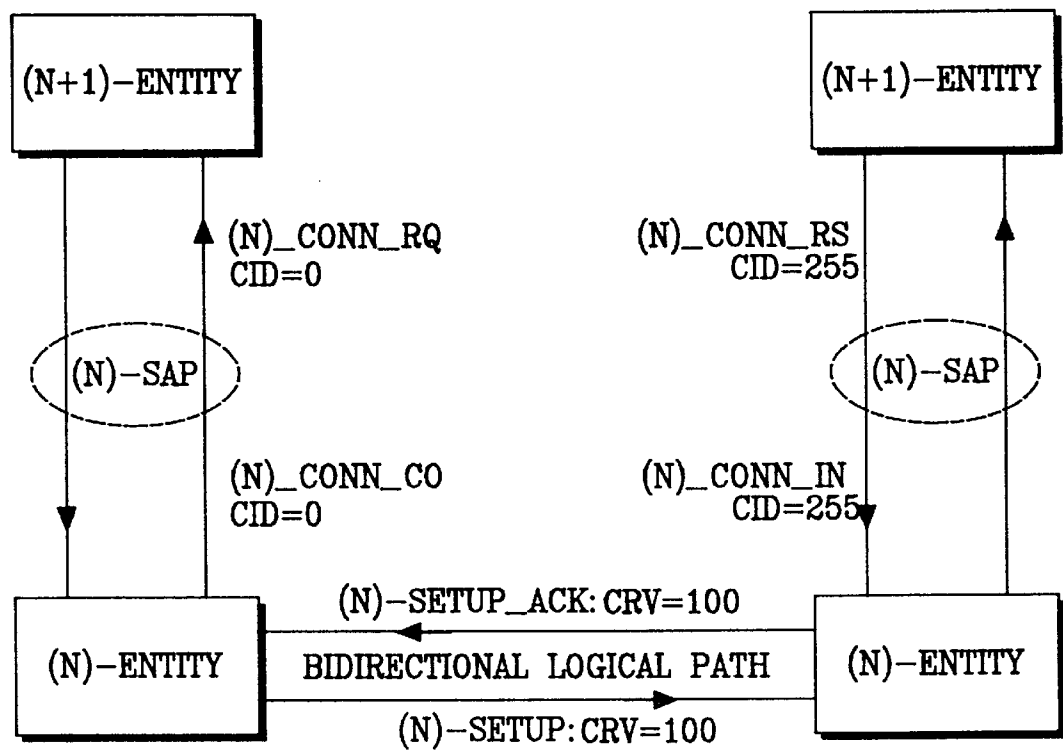 (N+1)-ENTITY
(N+1)-ENTITY
(N)_CONN_RQ
CID=0
(N)_CONN_RS
CID=255
(N)-SAP
(N)-SAP
(N)_CONN_CO
CID=0
(N)_CONN_IN
CID=255
(N)-SETUP_ACK:CRV=100
(N)-ENTITY
BIDIRECTIONAL LOGICAL PATH
(N)-ENTITY
(N)-SETUP:CRV=100